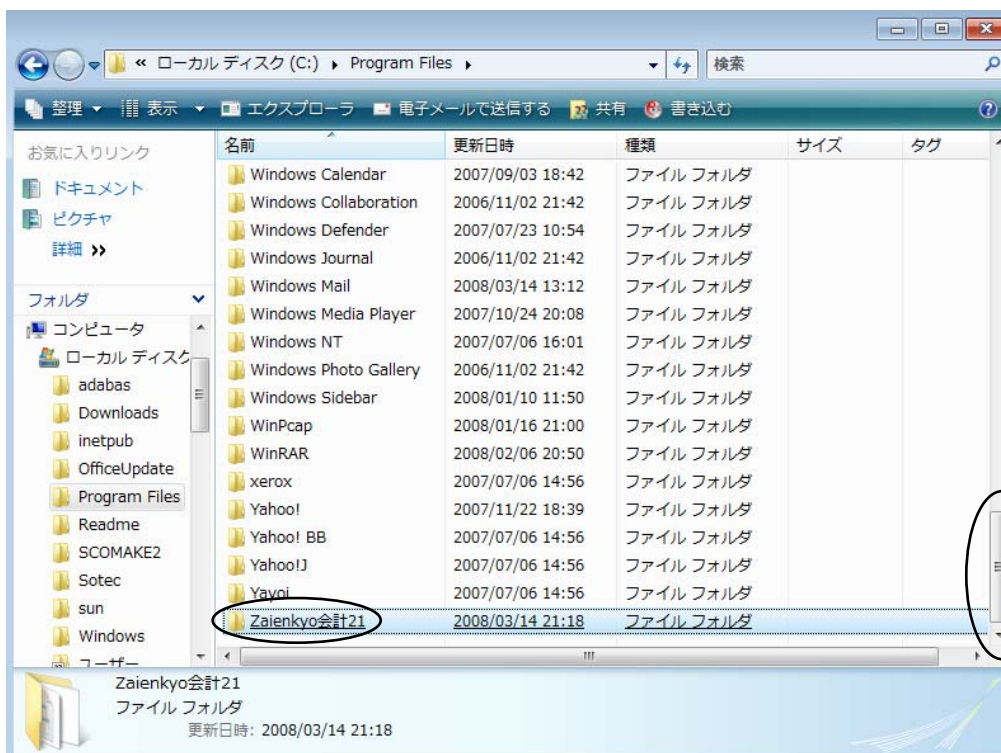 « ローカル ディスク (C:) ▸ Program Files ▸ 検索
整理 表示 エクスプローラ 電子メールで送信する 共有 書き込む
お気に入りリンク
ドキュメント
ピクチャ
詳細 »
フォルダ
コンピュータ
ローカル ディスク
adabas
Downloads
inetpub
OfficeUpdate
Program Files
Readme
SCOMAKE2
Sotec
sun
Windows
ユーザー
名前 更新日時 種類 サイズ タグ
Windows Calendar 2007/09/03 18:42 ファイル フォルダ
Windows Collaboration 2006/11/02 21:42 ファイル フォルダ
Windows Defender 2007/07/23 10:54 ファイル フォルダ
Windows Journal 2006/11/02 21:42 ファイル フォルダ
Windows Mail 2008/03/14 13:12 ファイル フォルダ
Windows Media Player 2007/10/24 20:08 ファイル フォルダ
Windows NT 2007/07/06 16:01 ファイル フォルダ
Windows Photo Gallery 2006/11/02 21:42 ファイル フォルダ
Windows Sidebar 2008/01/10 11:50 ファイル フォルダ
WinPcap 2008/01/16 21:00 ファイル フォルダ
WinRAR 2008/02/06 20:50 ファイル フォルダ
xerox 2007/07/06 14:56 ファイル フォルダ
Yahoo! 2007/11/22 18:39 ファイル フォルダ
Yahoo! BB 2007/07/06 14:56 ファイル フォルダ
Yahoo!J 2007/07/06 14:56 ファイル フォルダ
Yayoi 2007/07/06 14:56 ファイル フォルダ
Zaienkyo会計21 2008/03/14 21:18 ファイル フォルダ
Zaienkyo会計21
ファイル フォルダ
更新日時: 2008/03/14 21:18